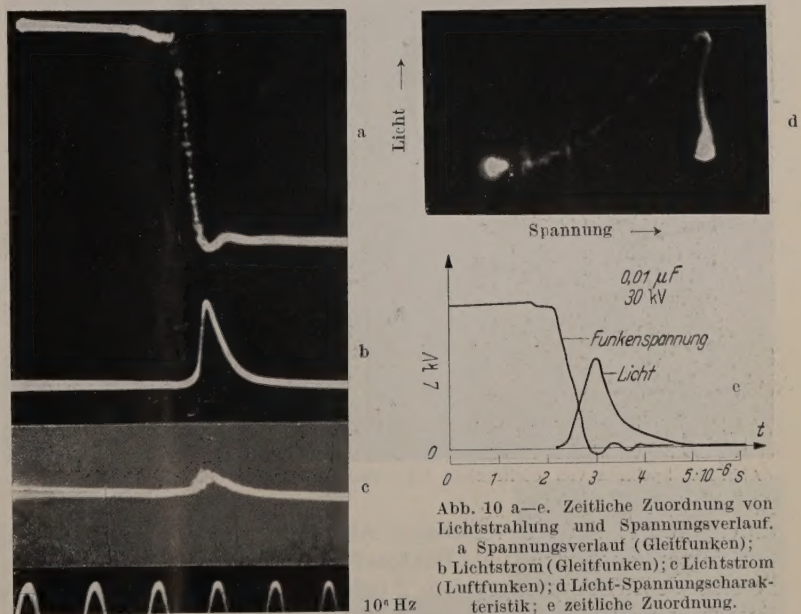 a
Licht →
d
Spannung →
b
0,01 µF
30 kV
Funkenspannung
Licht
L kV
e
t
0
0 1 2 3 4 5·10⁻⁶ s
c
10⁶ Hz
Abb. 10 a—e. Zeitliche Zuordnung von
Lichtstrahlung und Spannungsverlauf.
a Spannungsverlauf (Gleitfunken);
b Lichtstrom (Gleitfunken); c Lichtstrom
(Luftfunken); d Licht-Spannungscharak-
teristik; e zeitliche Zuordnung.